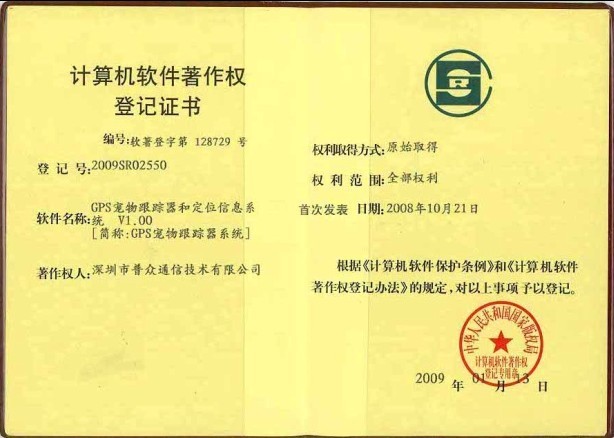 计算机软件著作权
登记证书
编号:软著登字第 128729 号
登 记 号:2009SR02550
软件名称:GPS宠物跟踪器和定位信息系
统 V1.00
[简称:GPS宠物跟踪器系统]
著作权人:深圳市普众通信技术有限公司
权利取得方式:原始取得
权 利 范 围:全部权利
首次发表 日期:2008年10月21日
根据《计算机软件保护条例》和《计算机软件
著作权登记办法》的规定,对以上事项予以登记。
中华人民共和国国家版权局
计算机软件著作权
登记专用章
2009 年 01 月 13 日